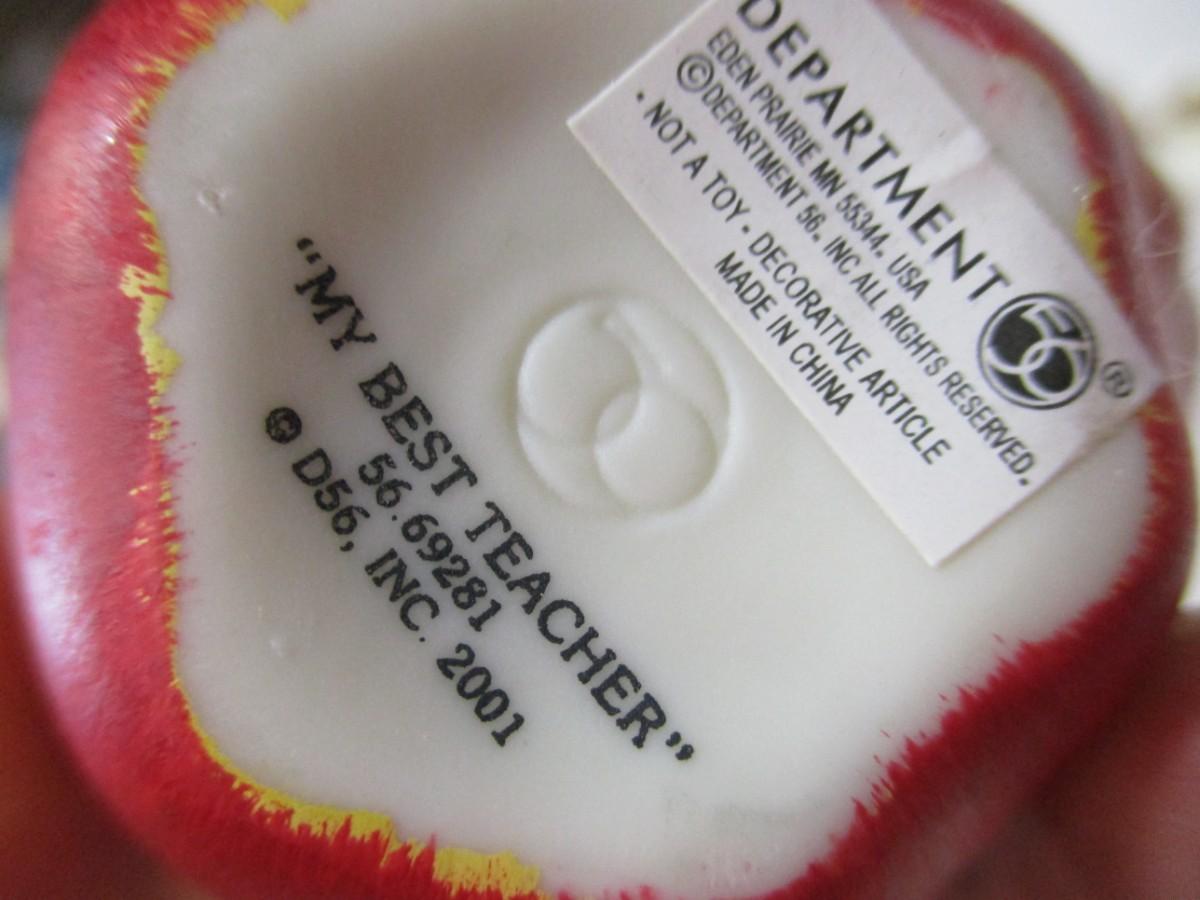 DEPARTMENT 56 ®
EDEN PRAIRIE MN 55344. USA
©DEPARTMENT 56. INC ALL RIGHTS RESERVED.
. NOT A TOY . DECORATIVE ARTICLE
MADE IN CHINA
“MY BEST TEACHER”
56.69281
© D56, INC. 2001